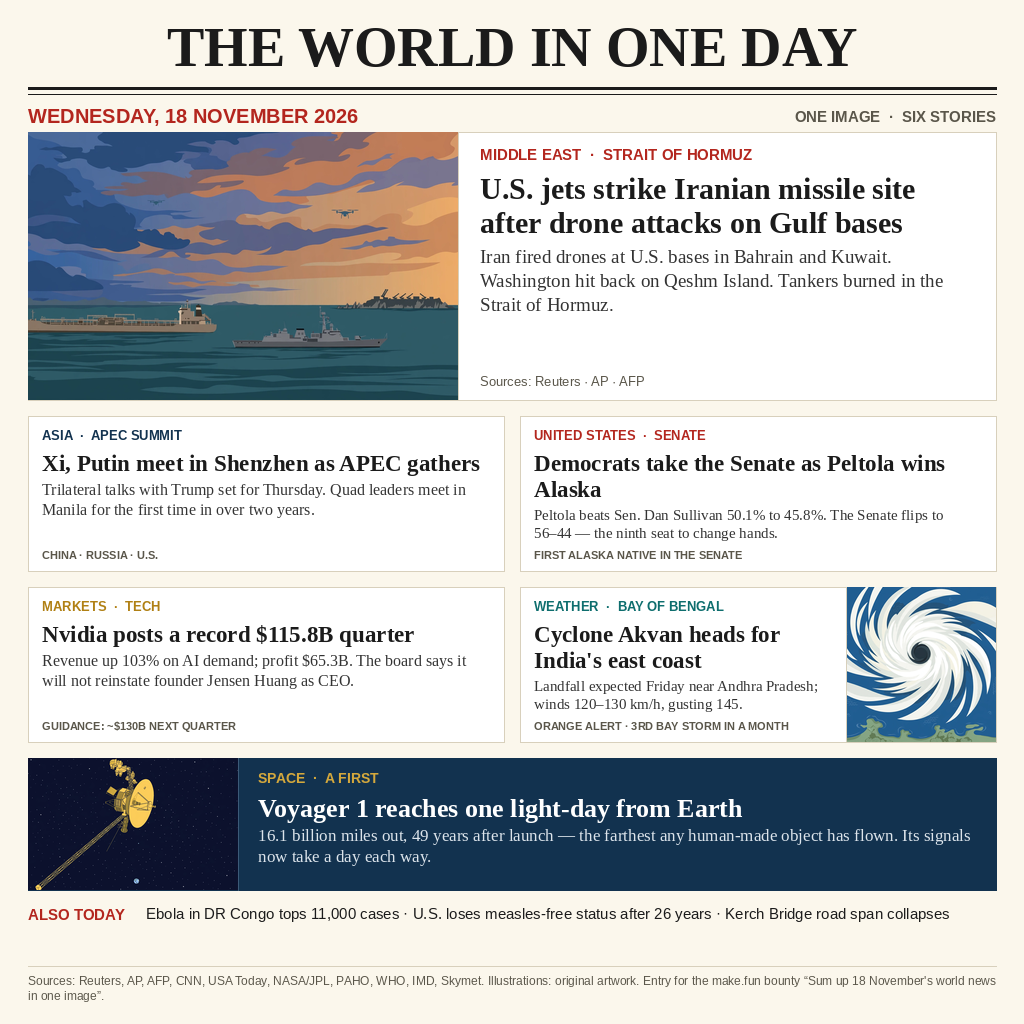 THE WORLD IN ONE DAY
WEDNESDAY, 18 NOVEMBER 2026
ONE IMAGE · SIX STORIES
MIDDLE EAST · STRAIT OF HORMUZ
U.S. jets strike Iranian missile site
after drone attacks on Gulf bases
Iran fired drones at U.S. bases in Bahrain and Kuwait.
Washington hit back on Qeshm Island. Tankers burned in the
Strait of Hormuz.
Sources: Reuters · AP · AFP
ASIA · APEC SUMMIT
Xi, Putin meet in Shenzhen as APEC gathers
Trilateral talks with Trump set for Thursday. Quad leaders meet in
Manila for the first time in over two years.
CHINA · RUSSIA · U.S.
UNITED STATES · SENATE
Democrats take the Senate as Peltola wins
Alaska
Peltola beats Sen. Dan Sullivan 50.1% to 45.8%. The Senate flips to
56–44 — the ninth seat to change hands.
FIRST ALASKA NATIVE IN THE SENATE
MARKETS · TECH
Nvidia posts a record $115.8B quarter
Revenue up 103% on AI demand; profit $65.3B. The board says it
will not reinstate founder Jensen Huang as CEO.
GUIDANCE: ~$130B NEXT QUARTER
WEATHER · BAY OF BENGAL
Cyclone Akvan heads for
India's east coast
Landfall expected Friday near Andhra Pradesh;
winds 120–130 km/h, gusting 145.
ORANGE ALERT · 3RD BAY STORM IN A MONTH
SPACE · A FIRST
Voyager 1 reaches one light-day from Earth
16.1 billion miles out, 49 years after launch — the farthest any human-made object has flown. Its signals
now take a day each way.
ALSO TODAY
Ebola in DR Congo tops 11,000 cases · U.S. loses measles-free status after 26 years · Kerch Bridge road span collapses
Sources: Reuters, AP, AFP, CNN, USA Today, NASA/JPL, PAHO, WHO, IMD, Skymet. Illustrations: original artwork. Entry for the make.fun bounty “Sum up 18 November's world news
in one image”.